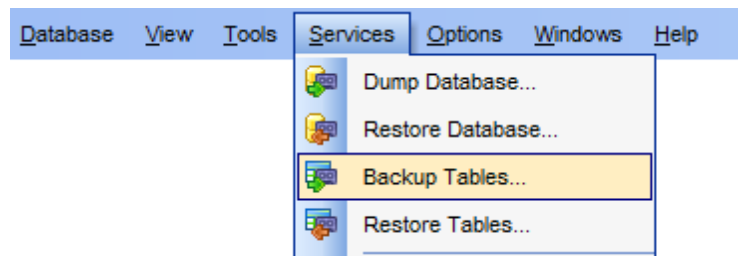 Database View Tools Services Options Windows Help
Dump Database...
Restore Database...
Backup Tables...
Restore Tables...